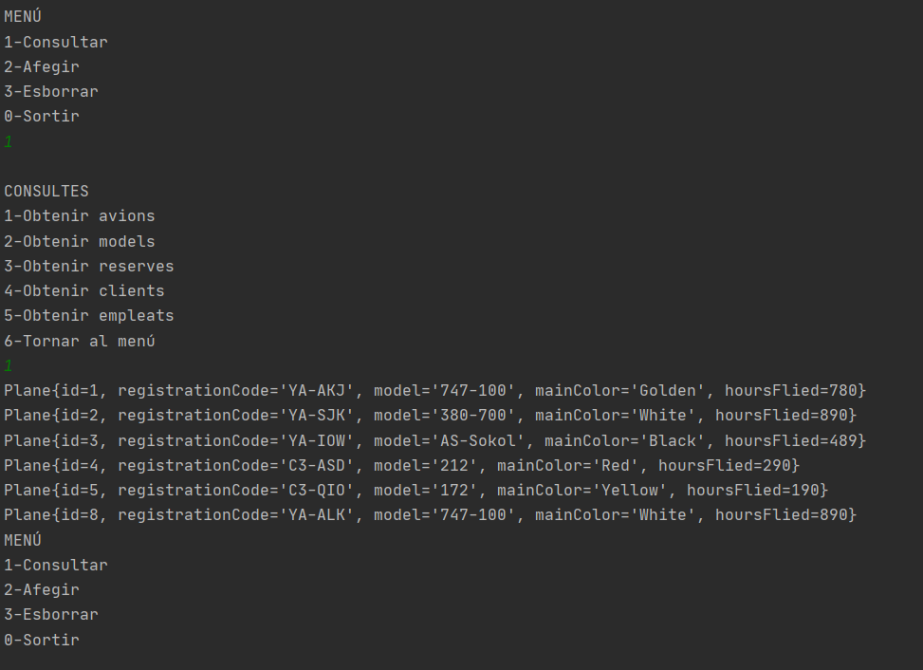 MENÚ
1-Consultar
2-Afegir
3-Esborrar
0-Sortir
1
CONSULTES
1-Obtenir avions
2-Obtenir models
3-Obtenir reserves
4-Obtenir clients
5-Obtenir empleats
6-Tornar al menú
1
Plane{id=1, registrationCode='YA-AKJ', model='747-100', mainColor='Golden', hoursFlied=780}
Plane{id=2, registrationCode='YA-SJK', model='380-700', mainColor='White', hoursFlied=890}
Plane{id=3, registrationCode='YA-IOW', model='AS-Sokol', mainColor='Black', hoursFlied=489}
Plane{id=4, registrationCode='C3-ASD', model='212', mainColor='Red', hoursFlied=290}
Plane{id=5, registrationCode='C3-QIO', model='172', mainColor='Yellow', hoursFlied=190}
Plane{id=8, registrationCode='YA-ALK', model='747-100', mainColor='White', hoursFlied=890}
MENÚ
1-Consultar
2-Afegir
3-Esborrar
0-Sortir